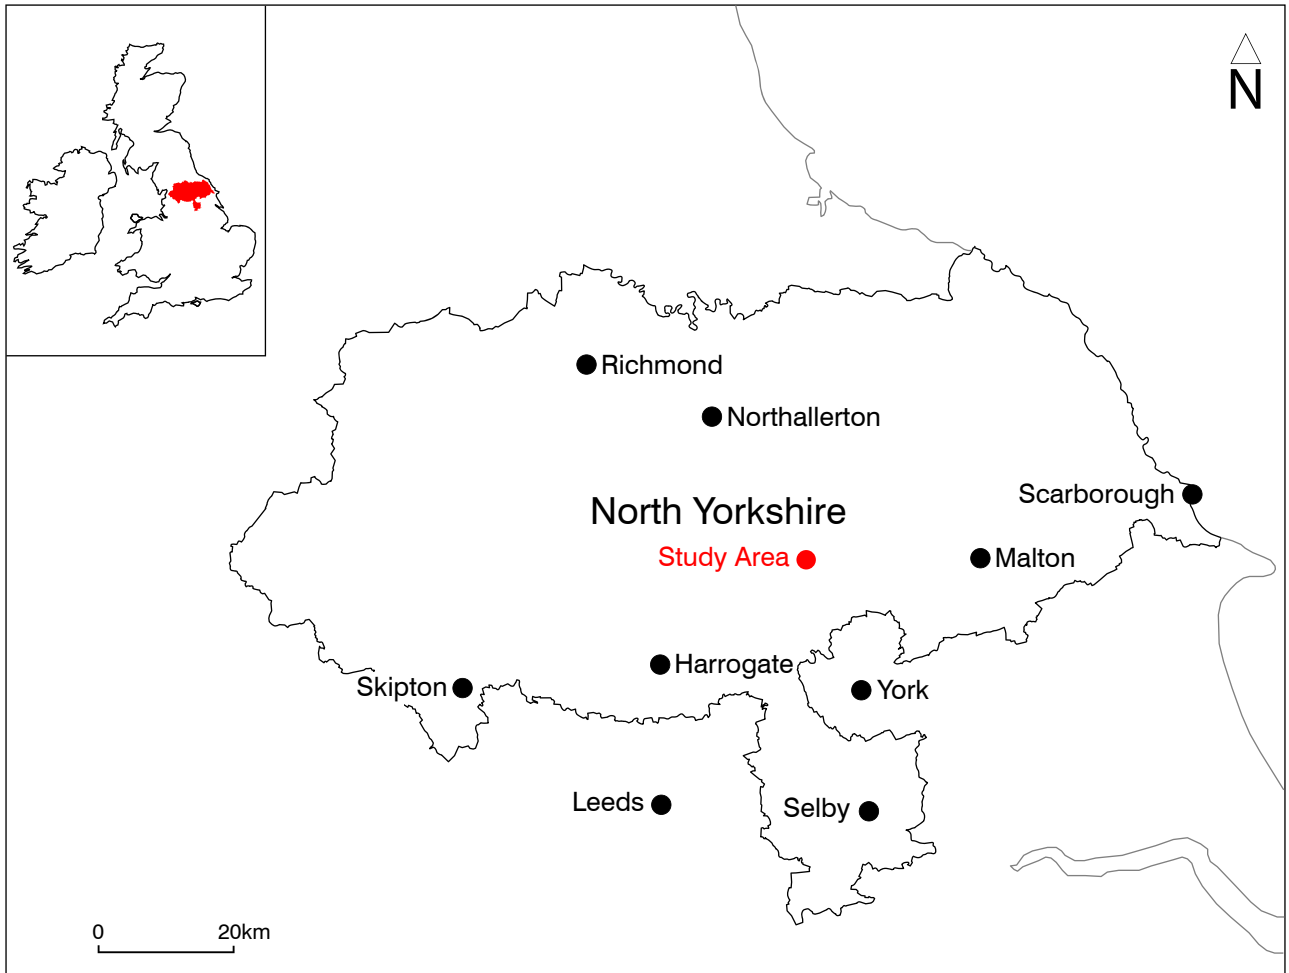 N
Richmond
Northallerton
Scarborough
North Yorkshire
Study Area
Malton
Harrogate
Skipton
York
Leeds
Selby
0 20km